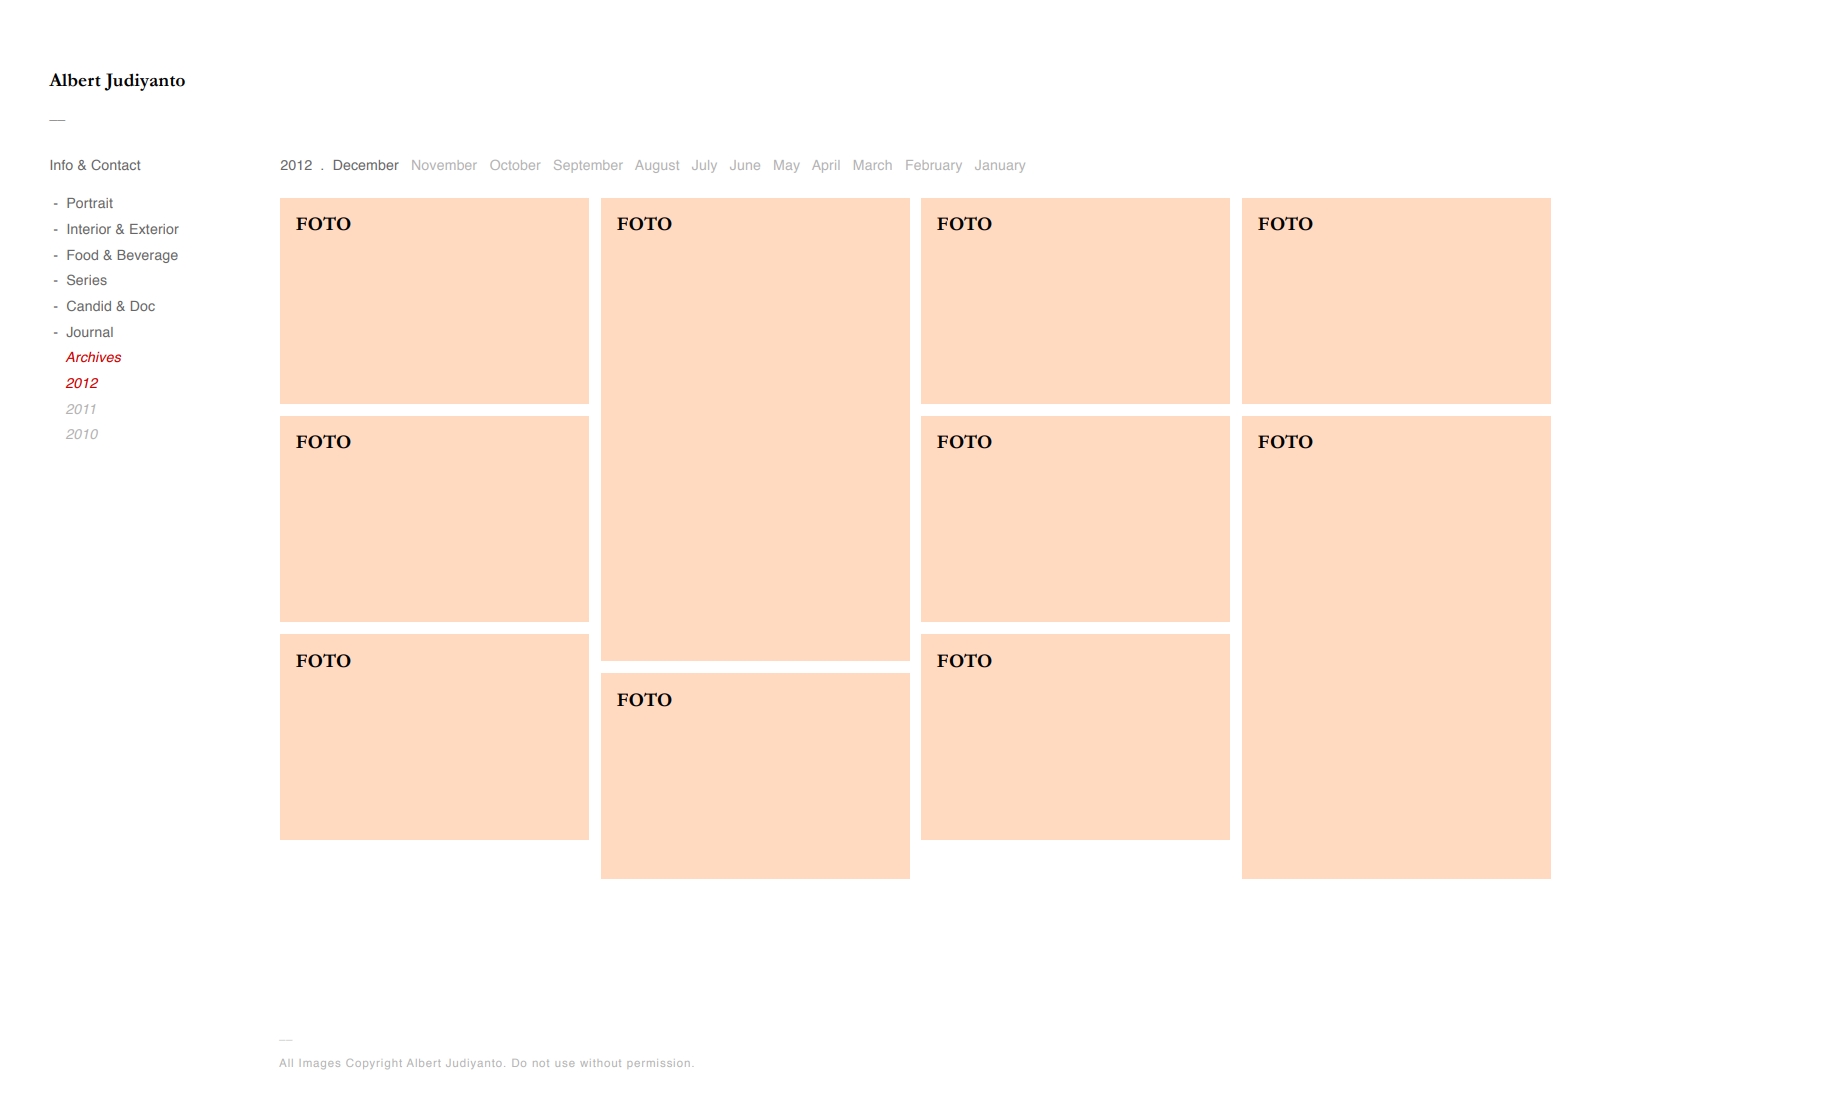 Albert Judiyanto
—
Info & Contact
- Portrait
- Interior & Exterior
- Food & Beverage
- Series
- Candid & Doc
- Journal
Archives
2012
2011
2010
2012 . December November October September August July June May April March February January
FOTO FOTO FOTO FOTO
FOTO FOTO FOTO
FOTO FOTO
FOTO
—
All Images Copyright Albert Judiyanto. Do not use without permission.